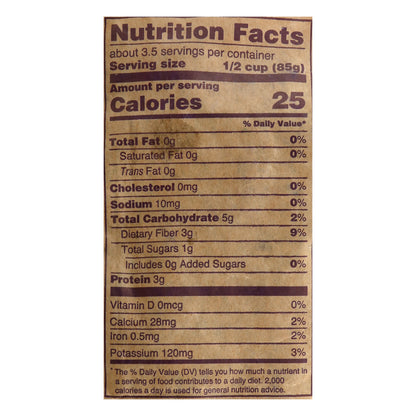 Nutrition Facts
about 3.5 servings per container
Serving size 1/2 cup (85g)
Amount per serving
Calories 25
% Daily Value*
Total Fat 0g 0%
Saturated Fat 0g 0%
Trans Fat 0g
Cholesterol 0mg 0%
Sodium 10mg 0%
Total Carbohydrate 5g 2%
Dietary Fiber 3g 9%
Total Sugars 1g
Includes 0g Added Sugars 0%
Protein 3g
Vitamin D 0mcg 0%
Calcium 28mg 2%
Iron 0.5mg 2%
Potassium 120mg 3%
* The % Daily Value (DV) tells you how much a nutrient in
a serving of food contributes to a daily diet. 2,000
calories a day is used for general nutrition advice.